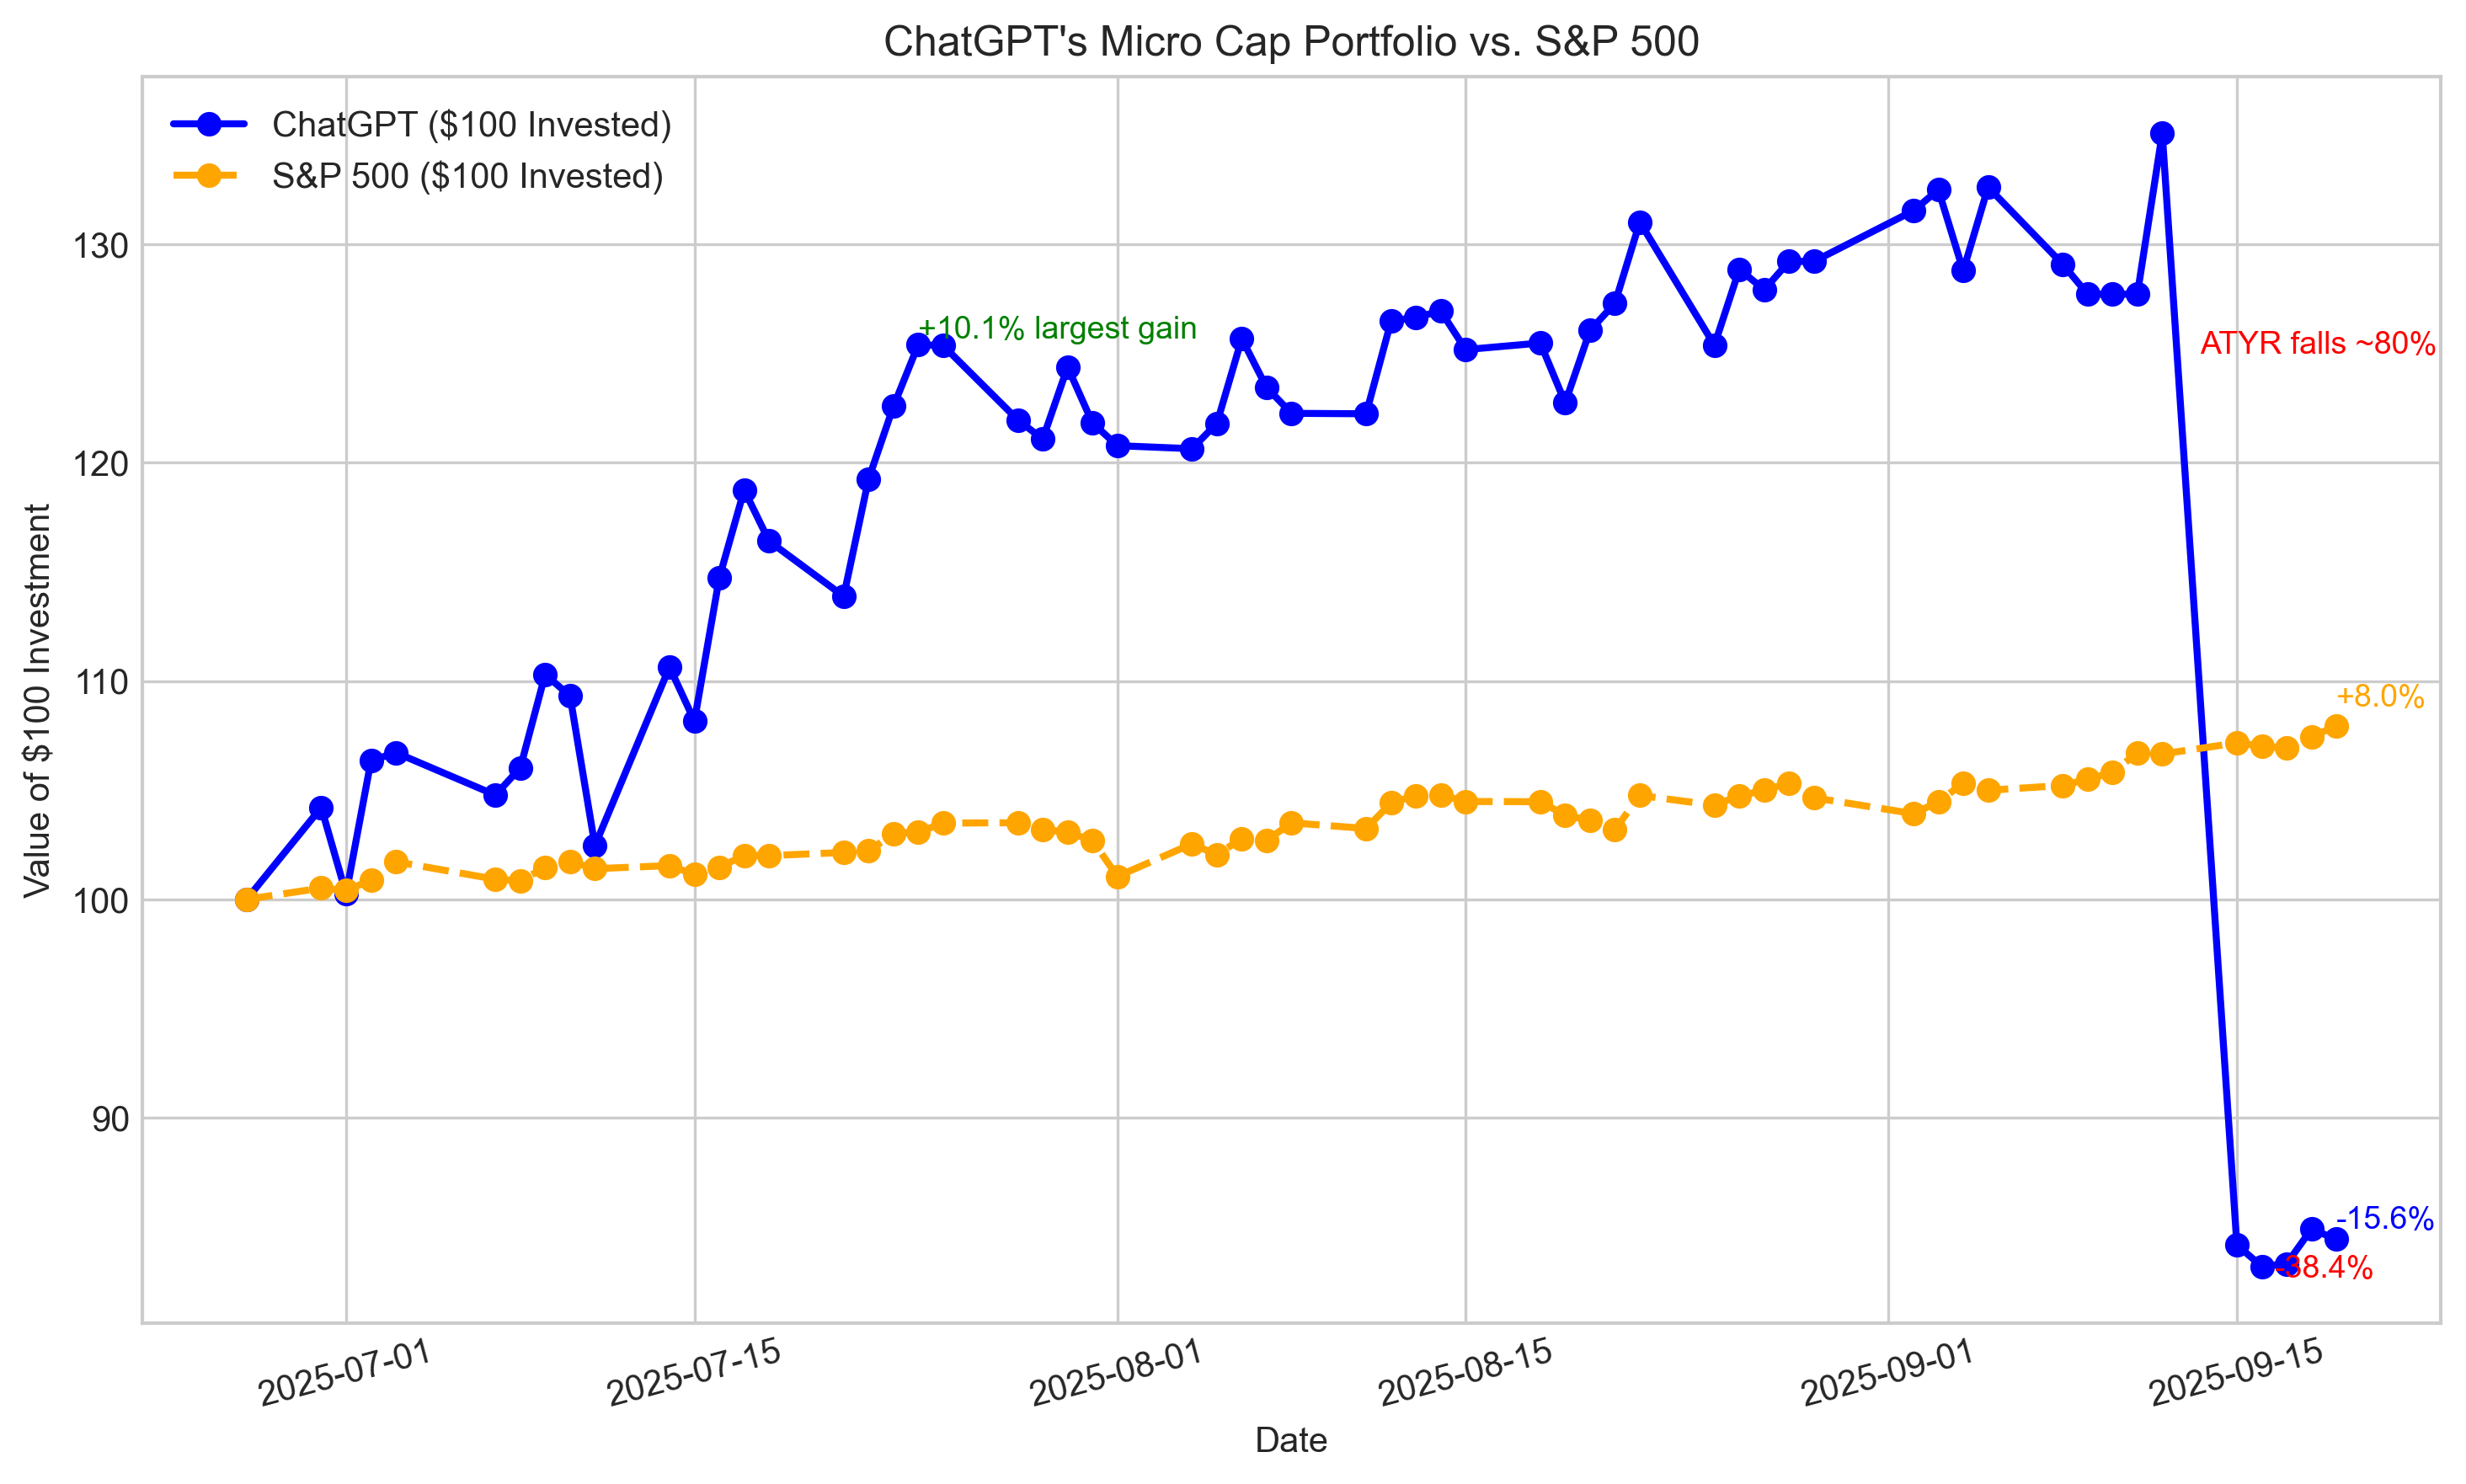 ChatGPT's Micro Cap Portfolio vs. S&P 500
ChatGPT ($100 Invested)
S&P 500 ($100 Invested)
Value of $100 Investment
130
120
110
100
90
+10.1% largest gain
ATYR falls ~80%
+8.0%
-15.6%
-38.4%
2025-07-01
2025-07-15
2025-08-01
2025-08-15
2025-09-01
2025-09-15
Date